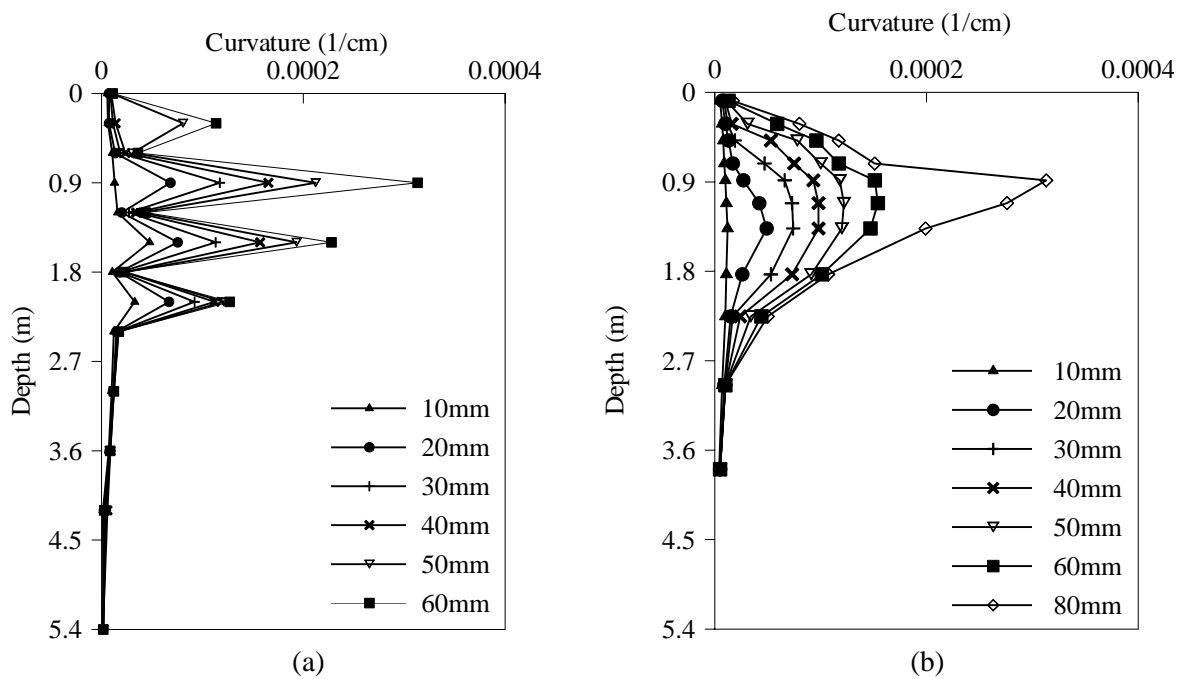 Curvature (1/cm)
0 0.0002 0.0004
0
0.9
1.8
2.7
3.6
4.5
5.4
Depth (m)
10mm
20mm
30mm
40mm
50mm
60mm
(a)
Curvature (1/cm)
0 0.0002 0.0004
0
0.9
1.8
2.7
3.6
4.5
5.4
Depth (m)
10mm
20mm
30mm
40mm
50mm
60mm
80mm
(b)